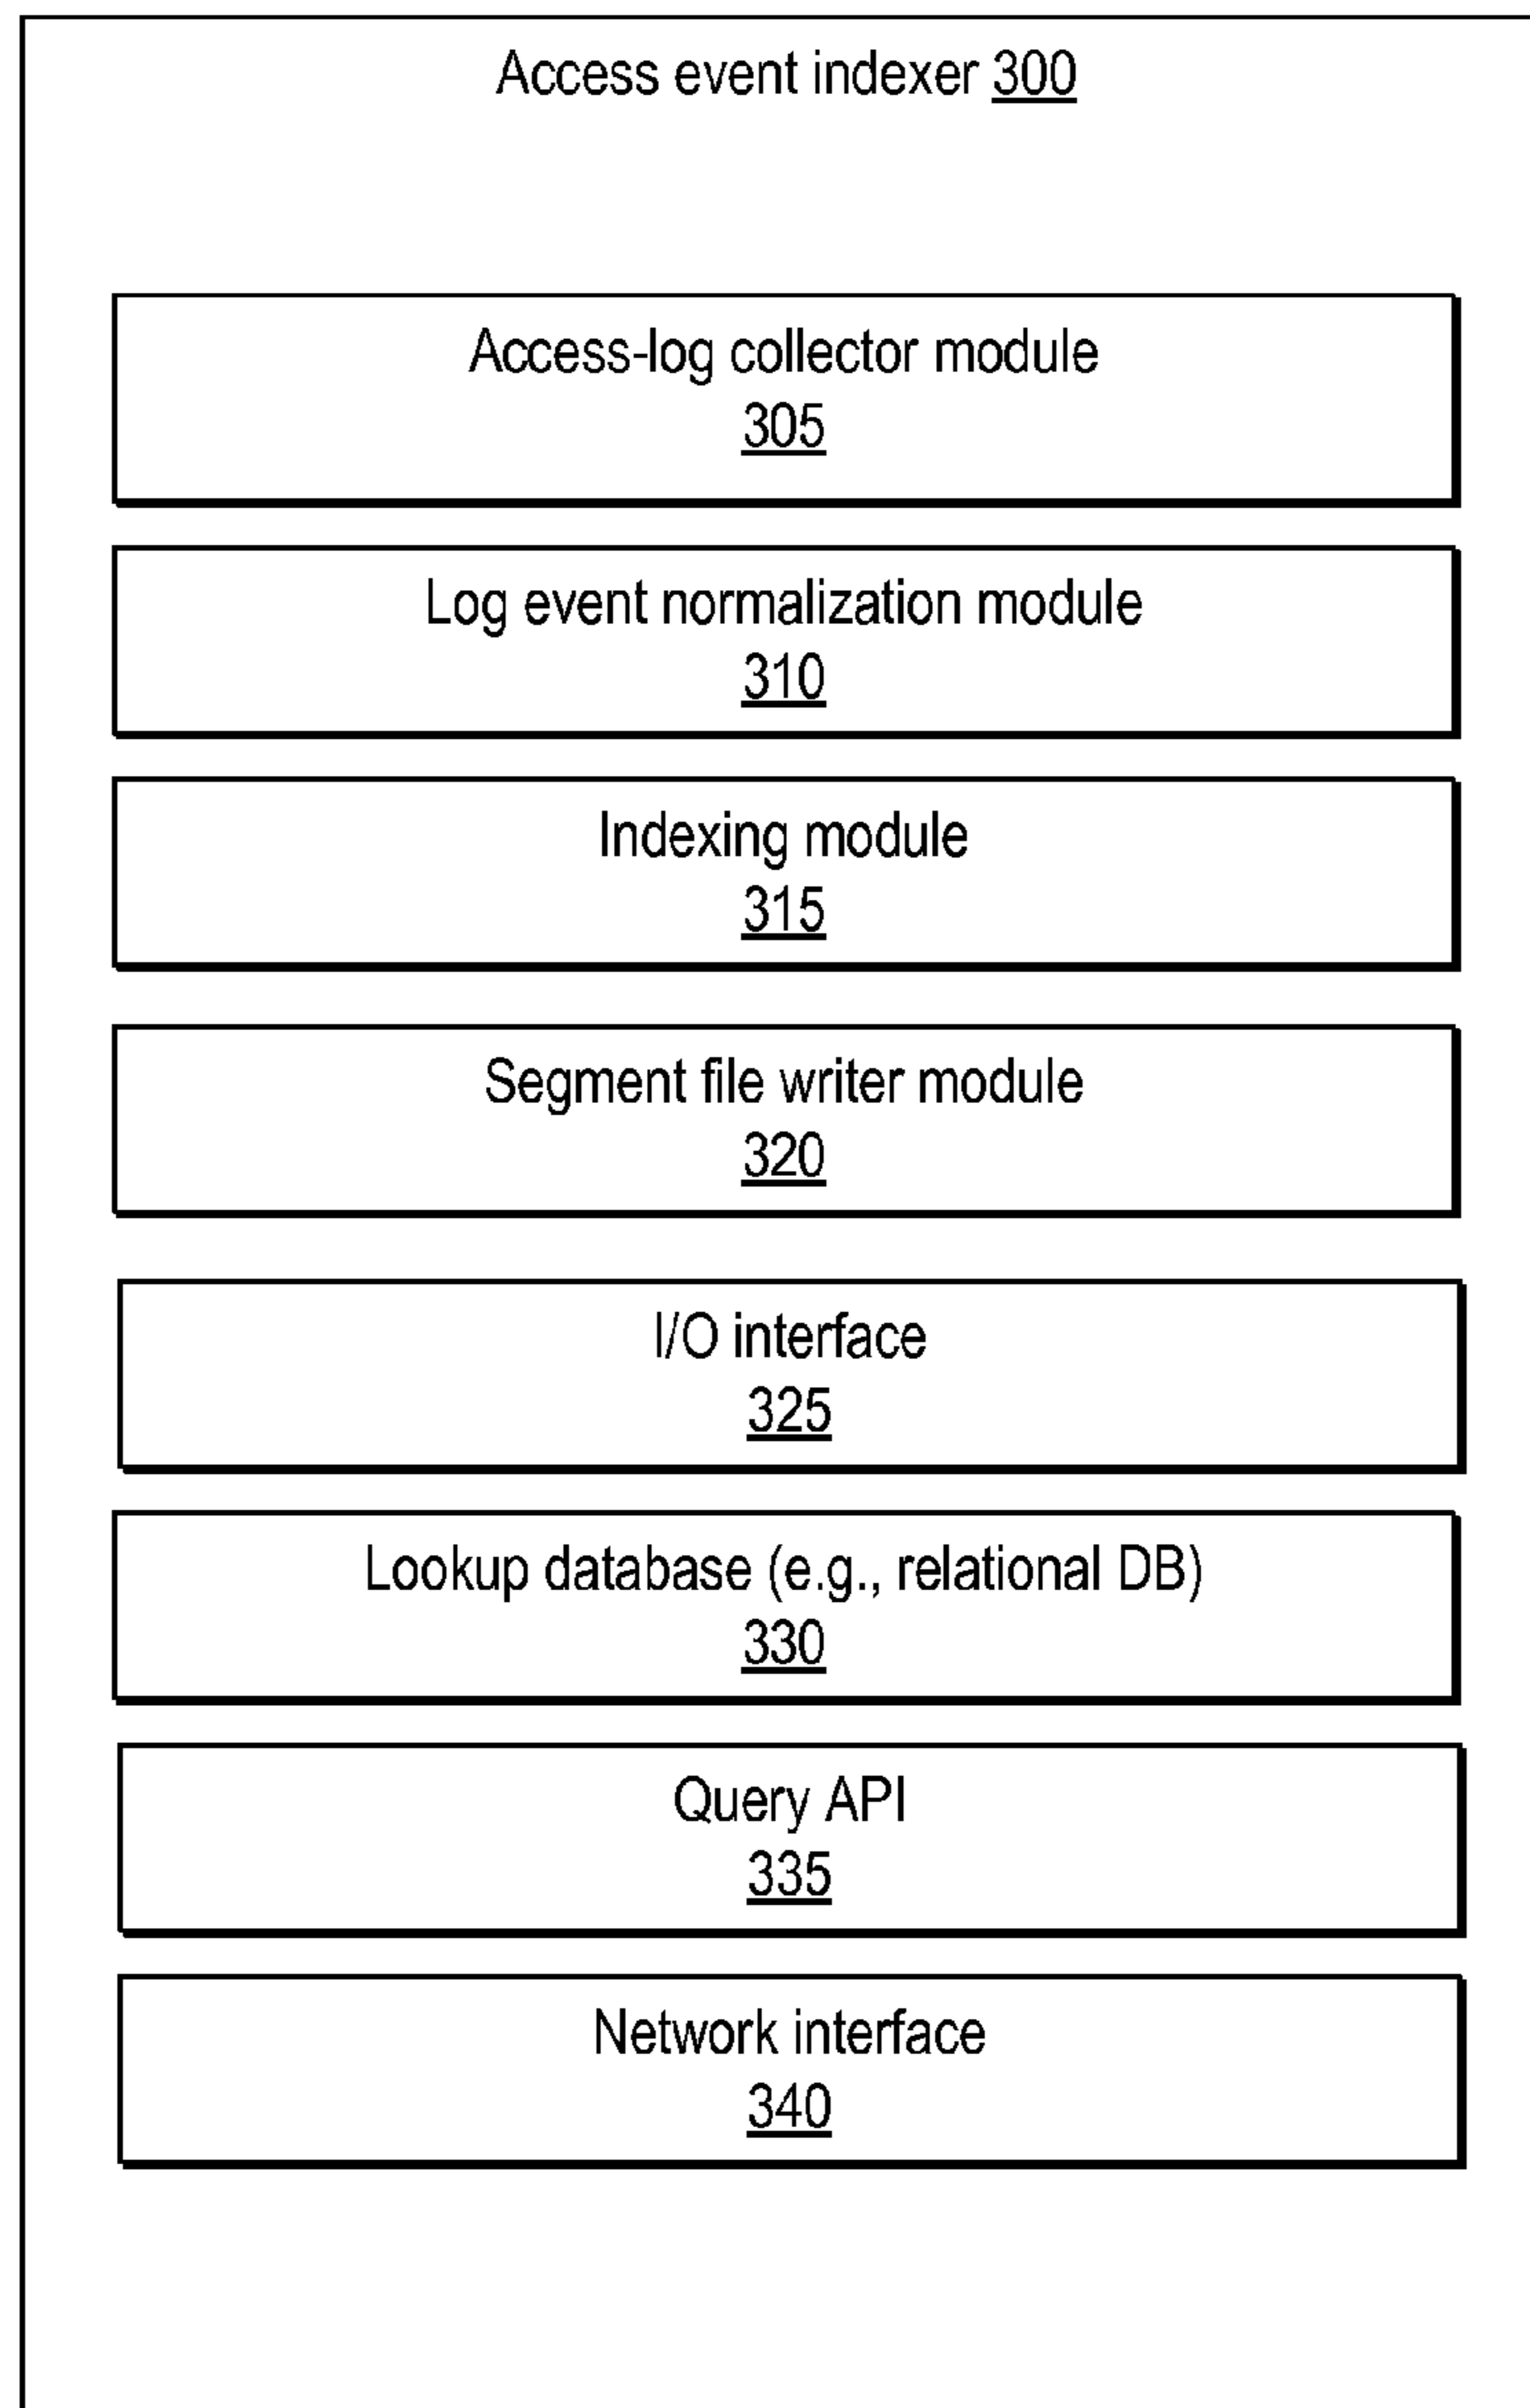 Access event indexer 300
Access-log collector module
305
Log event normalization module
310
Indexing module
315
Segment file writer module
320
I/O interface
325
Lookup database (e.g., relational DB)
330
Query API
335
Network interface
340